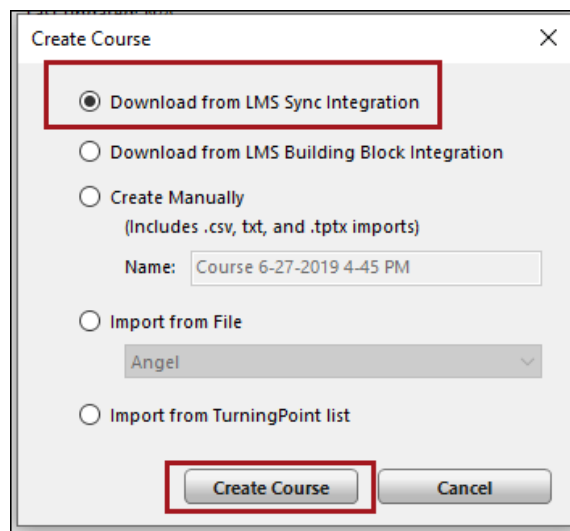 Create Course
Download from LMS Sync Integration
Download from LMS Building Block Integration
Create Manually
(Includes .csv, txt, and .tptx imports)
Name: Course 6-27-2019 4-45 PM
Import from File
Angel
Import from TurningPoint list
Create Course Cancel